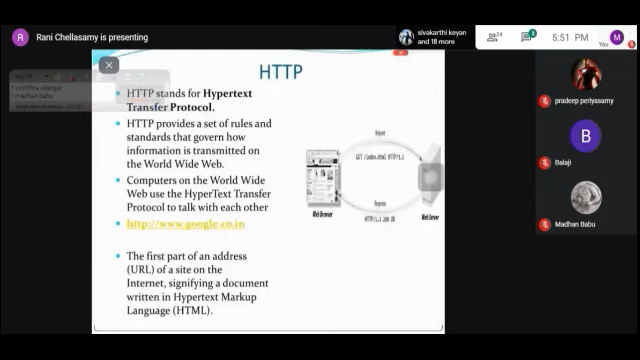 R Rani Chellasamy is presenting
sivakarthi keyan
and 18 more
24
5:51 PM
You
M
HTTP
• HTTP stands for Hypertext
Transfer Protocol.
• HTTP provides a set of rules and
standards that govern how
information is transmitted on
the World Wide Web.
• Computers on the World Wide
Web use the HyperText Transfer
Protocol to talk with each other
• http://www.google.co.in
• The first part of an address
(URL) of a site on the
Internet, signifying a document
written in Hypertext Markup
Language (HTML).
Request
GET /index.html HTTP/1.1
Response
HTTP/1.1 200 OK
Web Browser
Web Server
pradeep periyasamy
B
Balaji
Madhan Babu
madhan babu